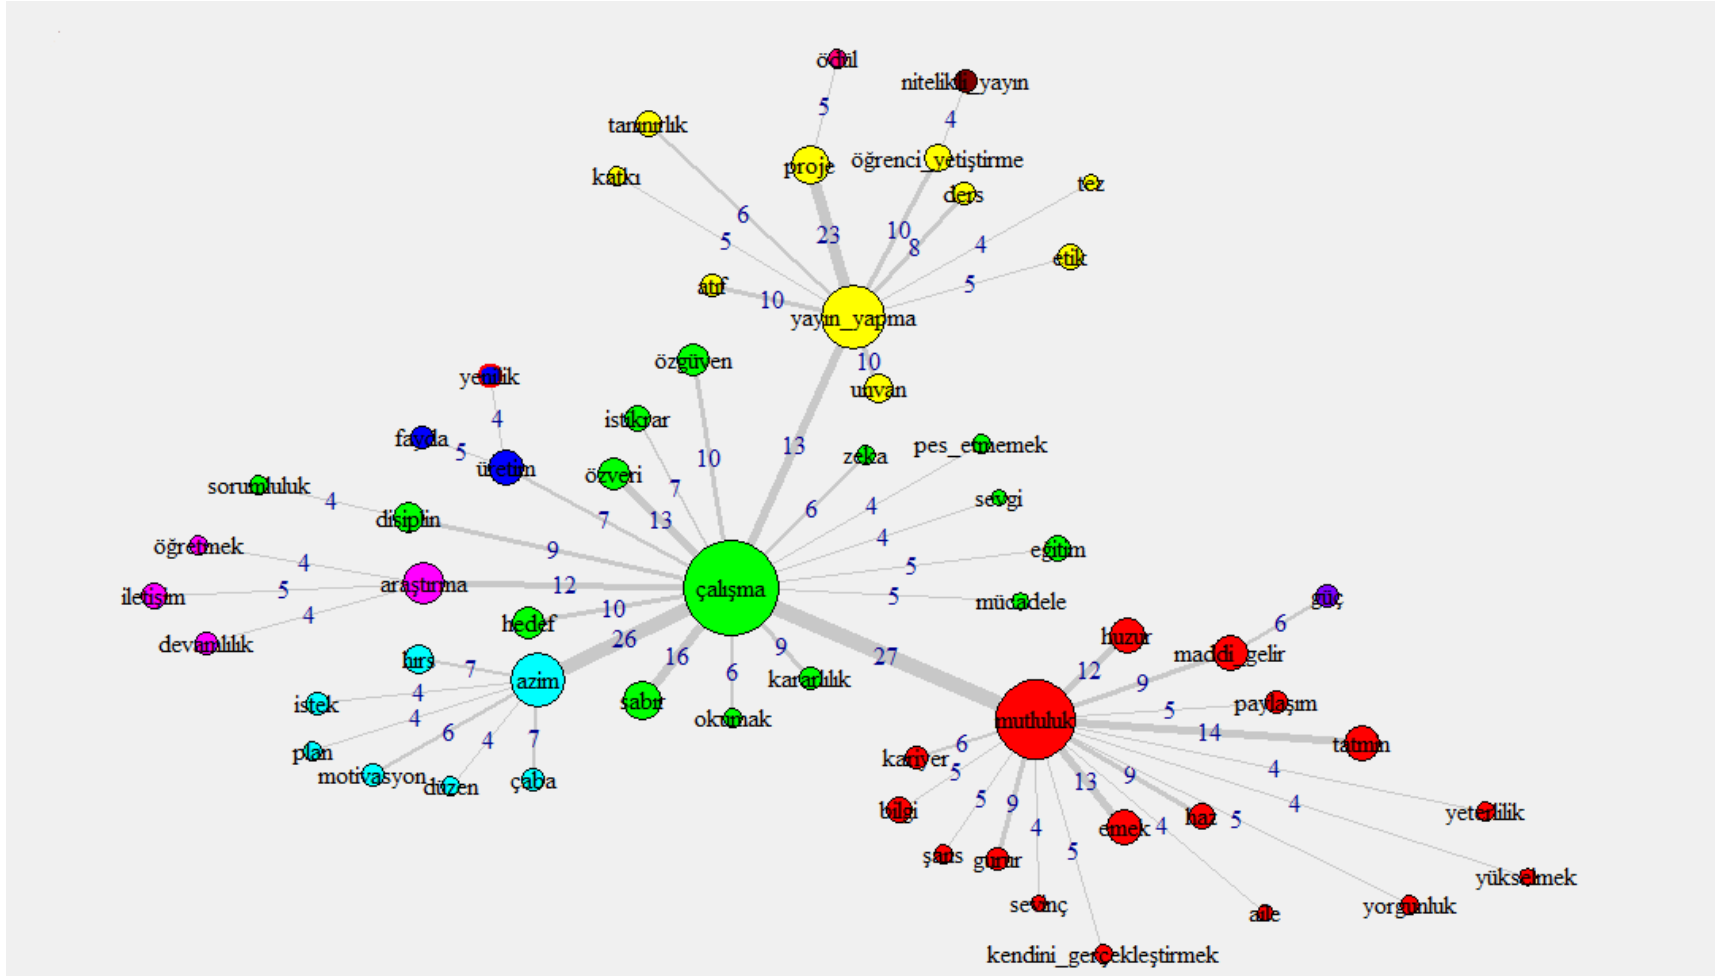 ödül
nitelikli_yayın
5
4
tanınırlık
proje
öğrenci_yetiştirme
katkı
ders
tez
6
23
10
8
4
5
etik
5
atıf
10
yayın_yapma
10
unvan
özgüven
yenilik
4
istikrar
fayda
5
üretim
özveri
10
13
zeka
pes_etmemek
sorumluluk
4
disiplin
7
7
13
6
4
sevgi
öğretmek
4
9
4
eğitim
5
iletişim
5
araştırma
12
çalışma
5
mücadele
güç
devamlılık
4
hedef
10
26
16
9
27
huzur
6
hırs
7
maddi_gelir
12
9
istek
4
azim
6
kararlılık
sabır
okumak
mutluluk
5
paylaşım
14
tatmin
plan
4
6
4
7
motivasyon
düzen
çaba
kariyer
6
5
bilgi
5
9
4
13
9
4
4
yeterlilik
emek
4
haz
5
şans
gurur
5
yükselmek
sevinç
aile
yorgunluk
kendini_gerçekleştirmek